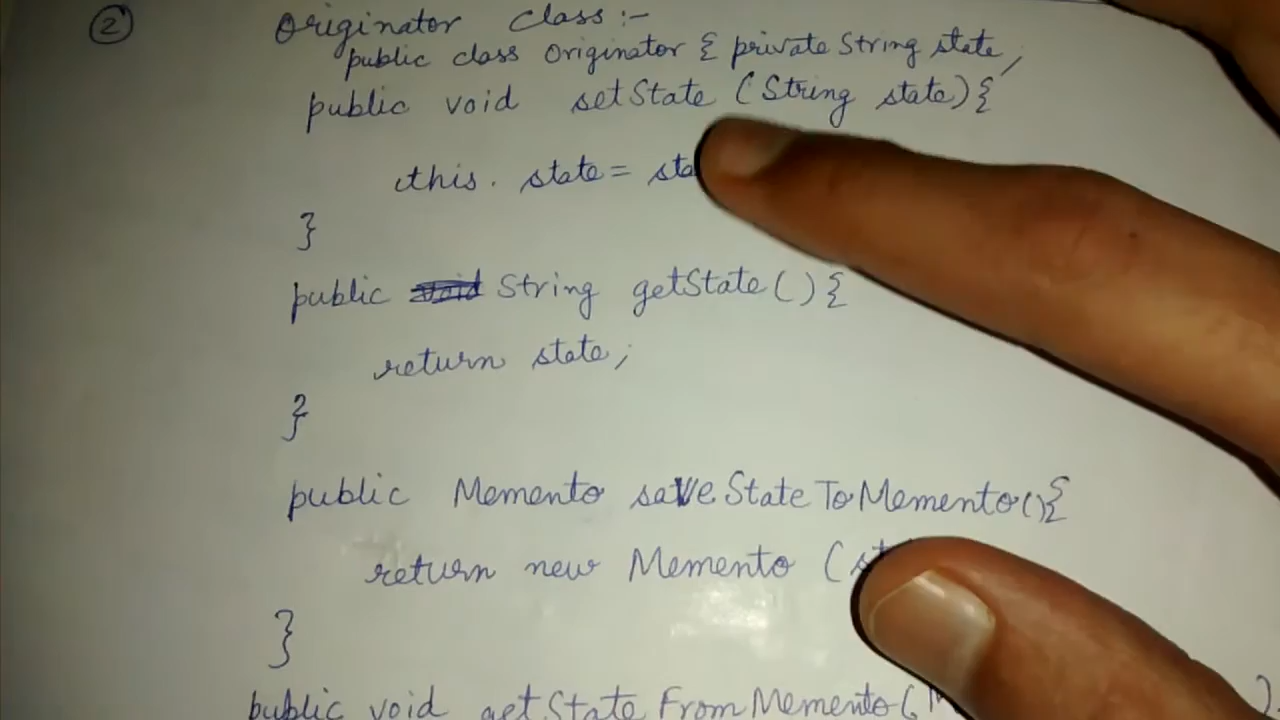 ②
Originator Class:-
public class Originator { private String state;
public void setState (String state){
this. state =
}
public String getState(){
return state;
}
public Memento saveStateToMemento(){
return new Memento (
}
public void getStateFromMemento(